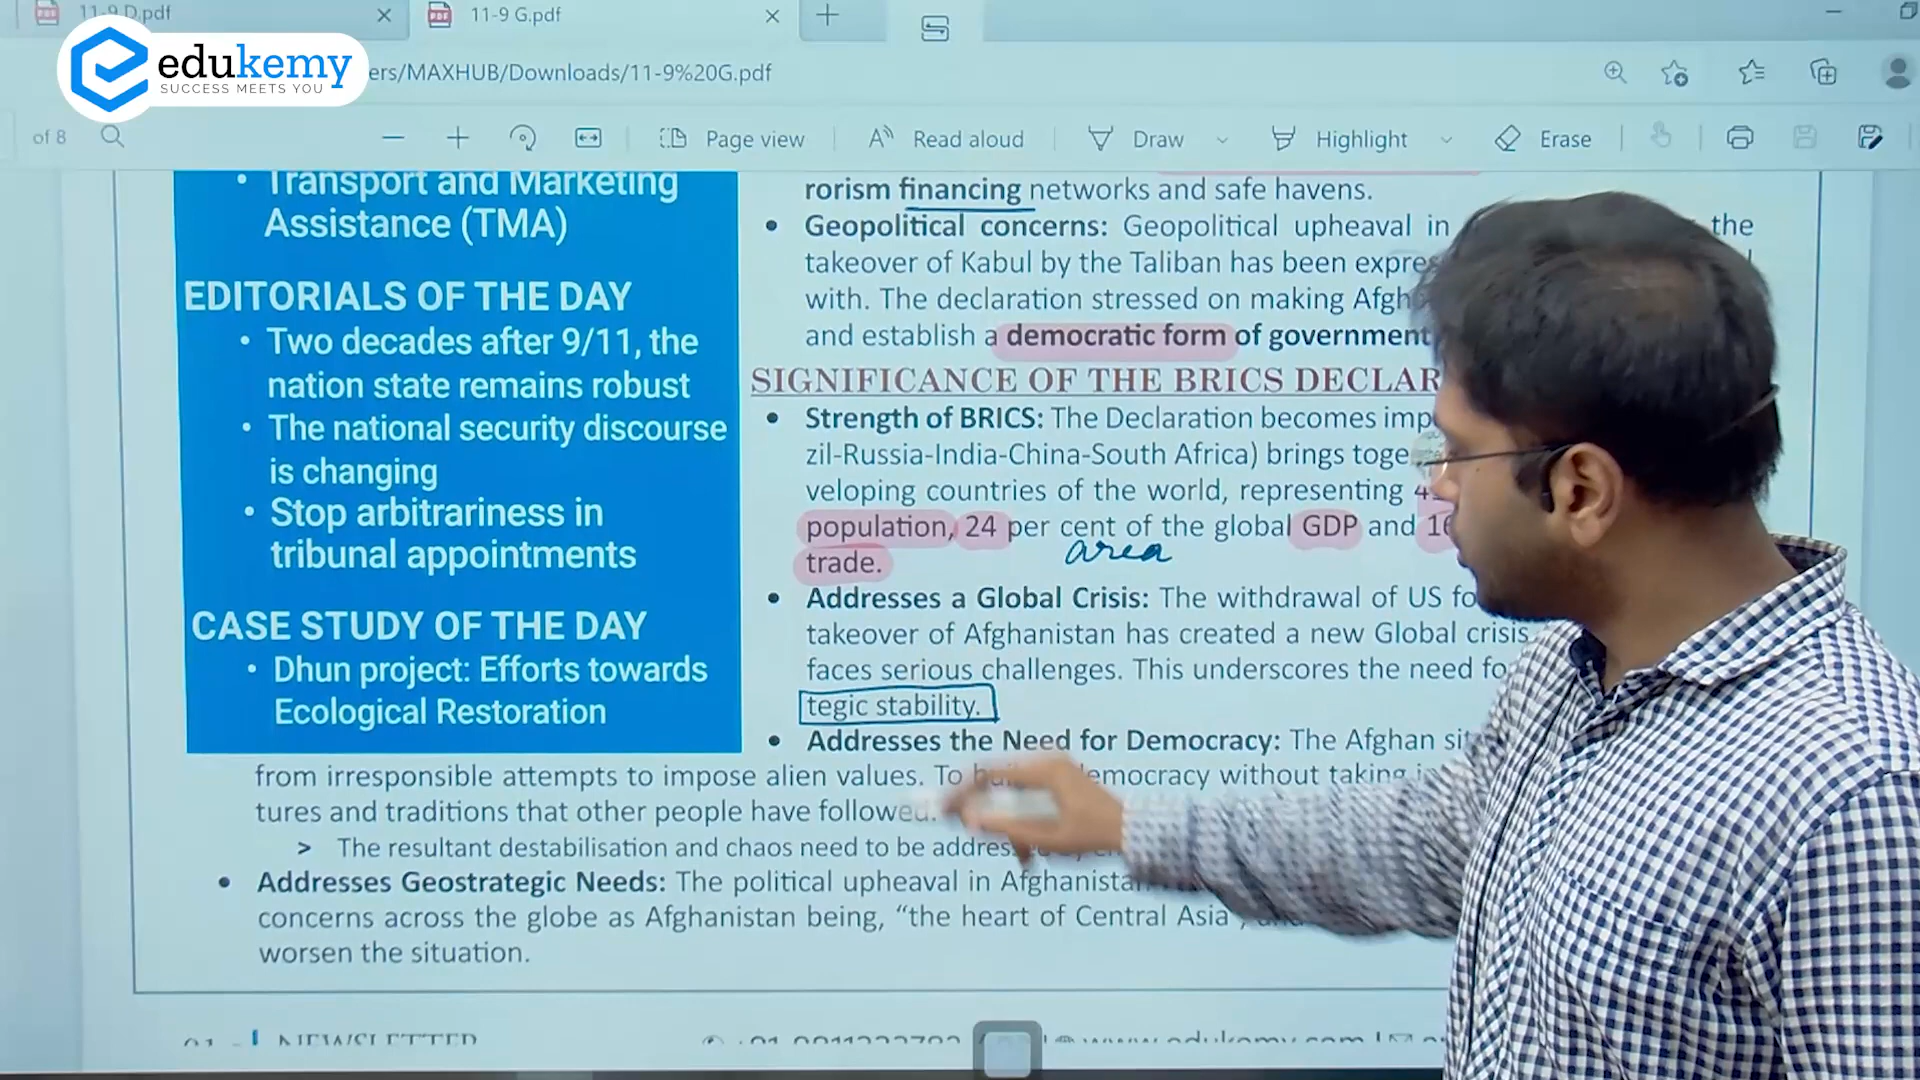 11-9 D.pdf
11-9 G.pdf
edukemy
SUCCESS MEETS YOU
ers/MAXHUB/Downloads/11-9%20G.pdf
of 8
Page view
Read aloud
Draw
Highlight
Erase
• Transport and Marketing
Assistance (TMA)
EDITORIALS OF THE DAY
• Two decades after 9/11, the
nation state remains robust
• The national security discourse
is changing
• Stop arbitrariness in
tribunal appointments
CASE STUDY OF THE DAY
• Dhun project: Efforts towards
Ecological Restoration
rorism financing networks and safe havens.
• Geopolitical concerns: Geopolitical upheaval in the
takeover of Kabul by the Taliban has been
with. The declaration stressed on making
and establish a democratic form of government
SIGNIFICANCE OF THE BRICS
• Strength of BRICS: The Declaration becomes
zil-Russia-India-China-South Africa) brings
veloping countries of the world, representing
population, 24 per cent of the global GDP and
area
trade.
• Addresses a Global Crisis: The withdrawal of US
takeover of Afghanistan has created a new Global crisis
faces serious challenges. This underscores the need
tegic stability.
• Addresses the Need for Democracy: The Afghan
from irresponsible attempts to impose alien values. To democracy without taking
tures and traditions that other people have followed.
> The resultant destabilisation and chaos need to be
• Addresses Geostrategic Needs: The political upheaval in Afghanistan
concerns across the globe as Afghanistan being, “the heart of Central Asia
worsen the situation.
NEWSLETTER
www.edukemy.com